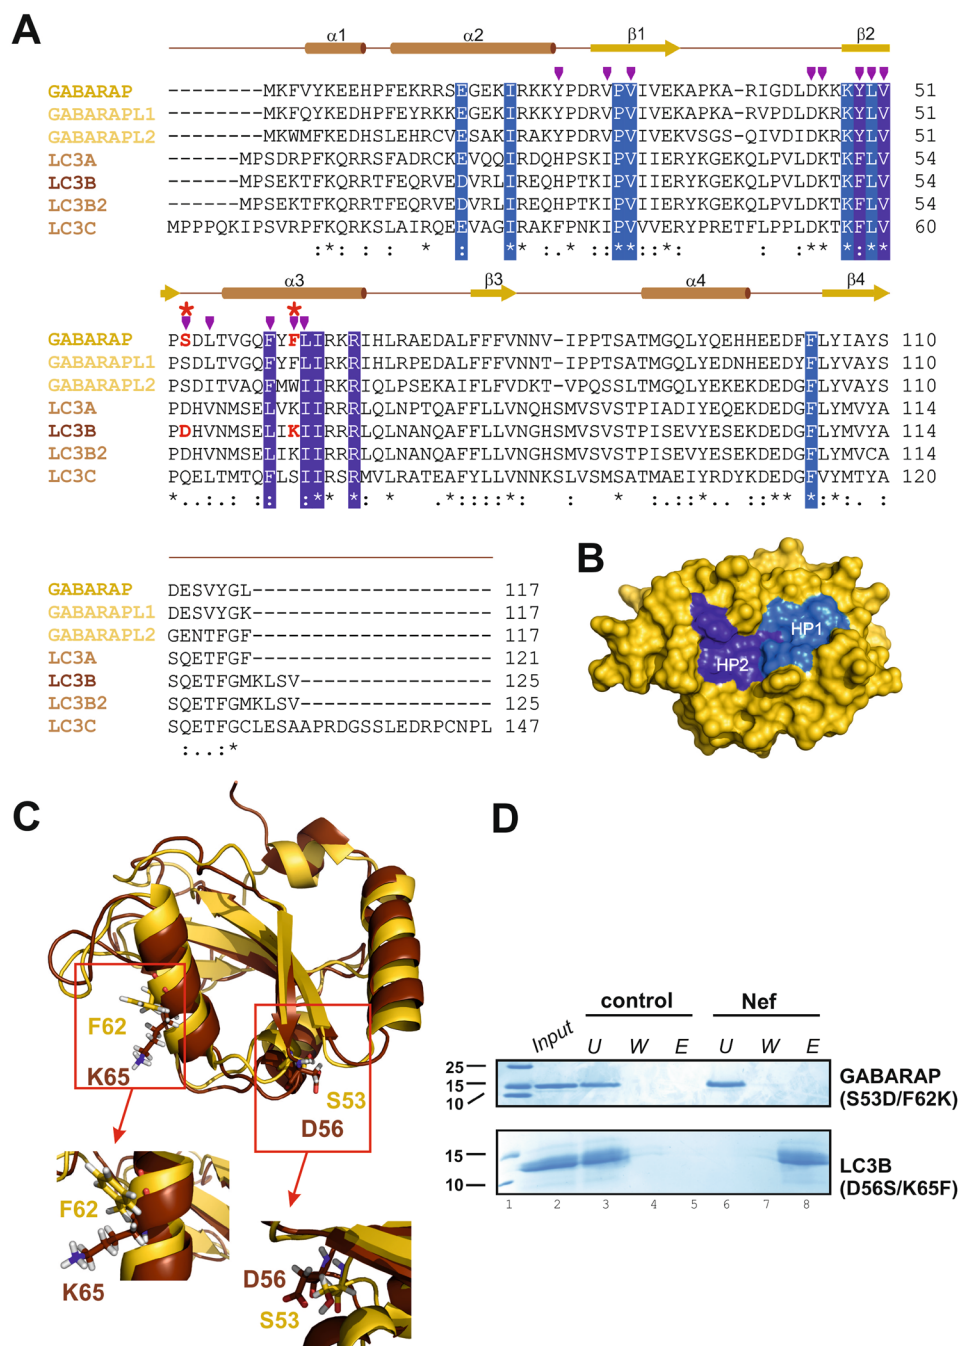 A
α1 α2 β1 β2
GABARAP --------MKFVYKEEHPFEKRRSEGEKIRKKYPDRVPVIVEKAPKA-RIGDLDKKKYLV 51
GABARAPL1 --------MKFQYKEDHPFEYRKKEGEKIRKKYPDRVPVIVEKAPKA-RVPDLDKRKYLV 51
GABARAPL2 --------MKWMFKEDHSLEHRCVESAKIRAKYPDRVPVIVEKVSGS-QIVDIDKRKYLV 51
LC3A ------MPSDRPFKQRRSFADRCKEVQQIRDQHPSKIPVIIERYKGEKQLPVLDKTKFLV 54
LC3B ------MPSEKTFKQRRTFEQRVEDVRLIREQHPTKIPVIIERYKGEKQLPVLDKTKFLV 54
LC3B2 ------MPSEKTFKQRRTFEQRVEDVRLIREQHPTKIPVIIERYKGEKQLPVLDKTKFLV 54
LC3C MPPPQKIPSVRPFKQRKSLAIRQEEVAGIRAKFPNKIPVVVERYPRETFLPPLDKTKFLV 60
α3 β3 α4 β4
* *
GABARAP PSDLTVGQFYFLIRKRIHLRAEDALFFFVNNV-IPPTSATMGQLYQEHHEEDFFLYIAYS 110
GABARAPL1 PSDLTVGQFYFLIRKRIHLRPEDALFFFVNNT-IPPTSATMGQLYEDNHEEDYFLYVAYS 110
GABARAPL2 PSDITVAQFMWIIRKRIQLPSEKAIFLFVDKT-VPQSSLTMGQLYEKEKDEDGFLYVAYS 110
LC3A PDHVNMSELVKIIRRRLQLNPTQAFFLLVNQHSMVSVSTPIADIYEQEKDEDGFLYMVYA 114
LC3B PDHVNMSELIKIIRRRLQLNANQAFFLLVNGHSMVSVSTPISEVYESEKDEDGFLYMVYA 114
LC3B2 PDHVNMSELIKIIRRRLQLNANQAFFLLVNGHSMVSVSTPISEVYESEKDEDGFLYMVCA 114
LC3C PQELTMTQFLSIIRSRMVLRATEAFYLLVNNKSLVSMSATMAEIYRDYKDEDGFVYMTYA 120
GABARAP DESVYGL------------------- 117
GABARAPL1 DESVYGK------------------- 117
GABARAPL2 GENTFGF------------------- 117
LC3A SQETFGF------------------- 121
LC3B SQETFGMKLSV--------------- 125
LC3B2 SQETFGMKLSV--------------- 125
LC3C SQETFGCLESAAPRDGSSLEDRPCNPL 147
:..:*
B
HP1
HP2
C
F62
K65
S53
D56
F62
K65
D56
S53
D
control Nef
Input U W E U W E
25
15
10
GABARAP
(S53D/F62K)
15
10
LC3B
(D56S/K65F)
1 2 3 4 5 6 7 8